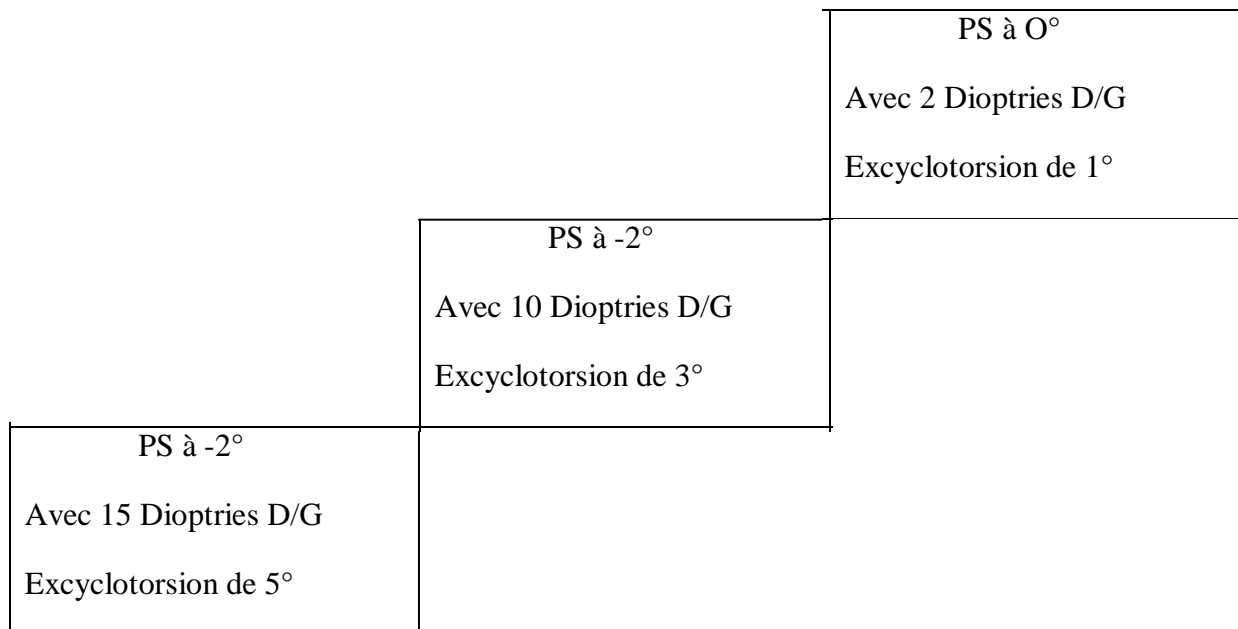 PS à O°
Avec 2 Dioptries D/G
Excyclotorsion de 1°
PS à -2°
Avec 10 Dioptries D/G
Excyclotorsion de 3°
PS à -2°
Avec 15 Dioptries D/G
Excyclotorsion de 5°